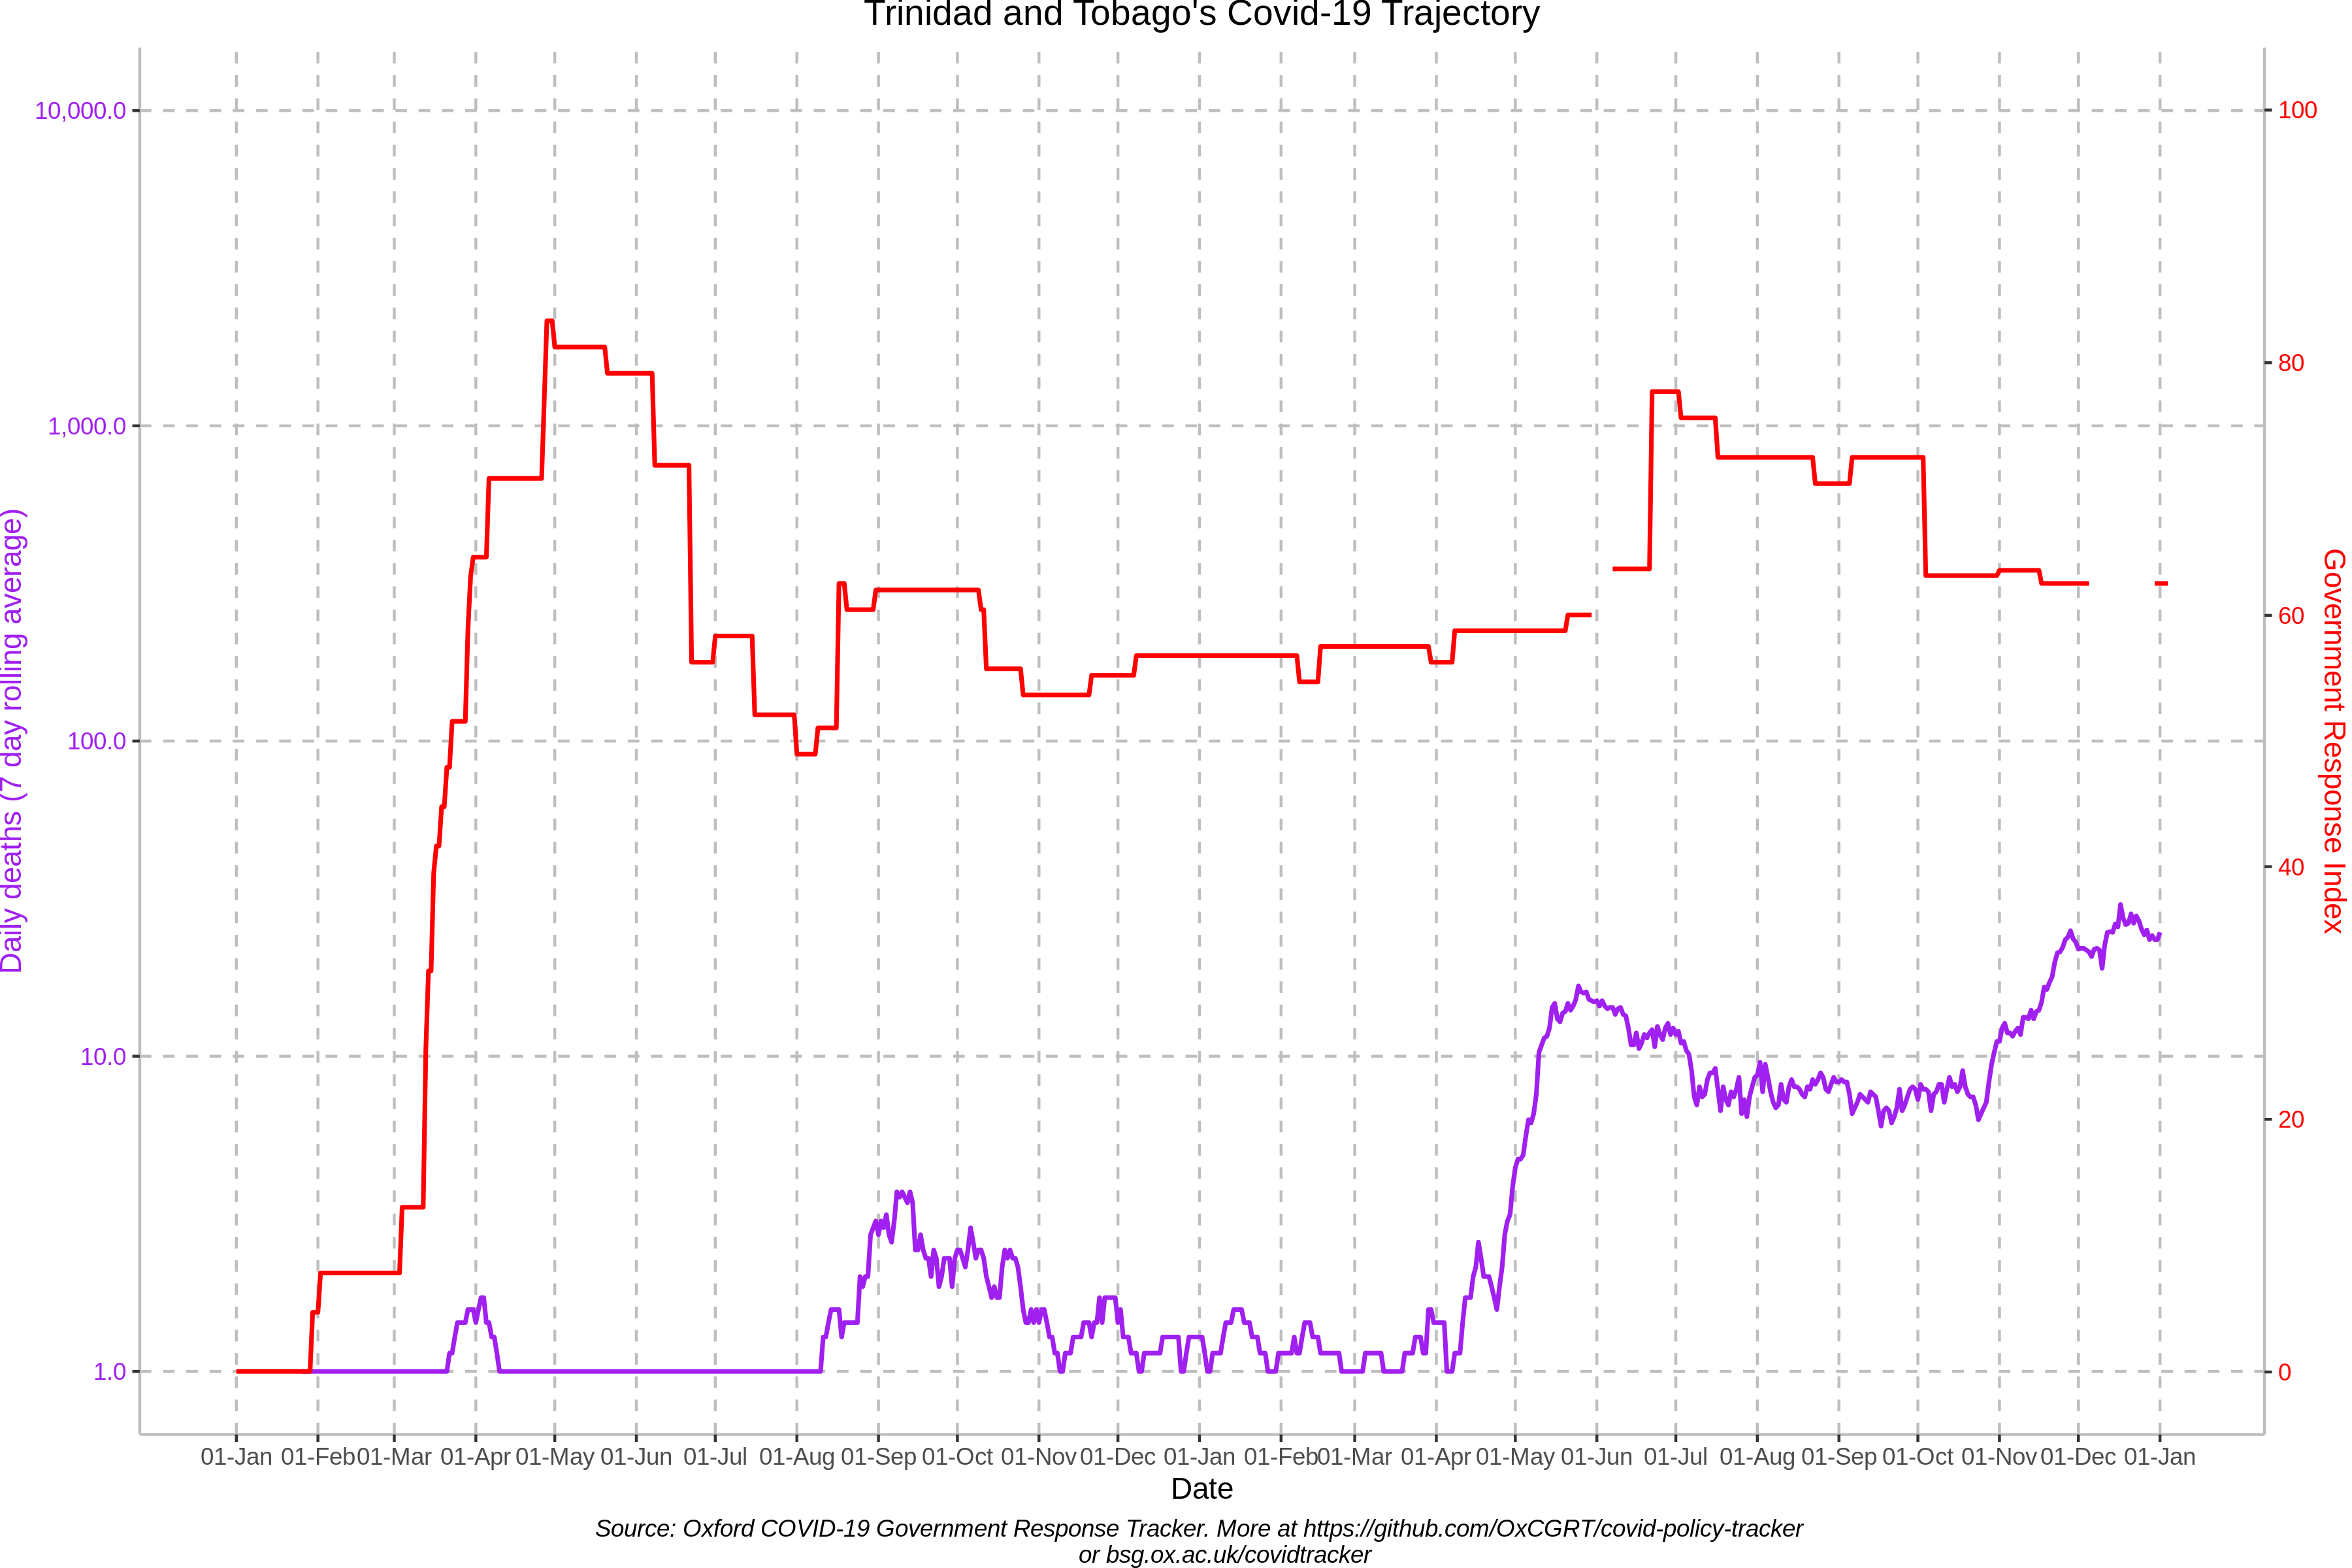 Trinidad and Tobago's Covid-19 Trajectory
10,000.0
1,000.0
100.0
10.0
1.0
Daily deaths (7 day rolling average)
100
80
60
40
20
0
Government Response Index
01-Jan 01-Feb 01-Mar 01-Apr 01-May 01-Jun 01-Jul 01-Aug 01-Sep 01-Oct 01-Nov 01-Dec 01-Jan 01-Feb 01-Mar 01-Apr 01-May 01-Jun 01-Jul 01-Aug 01-Sep 01-Oct 01-Nov 01-Dec 01-Jan
Date
Source: Oxford COVID-19 Government Response Tracker. More at https://github.com/OxCGRT/covid-policy-tracker
or bsg.ox.ac.uk/covidtracker